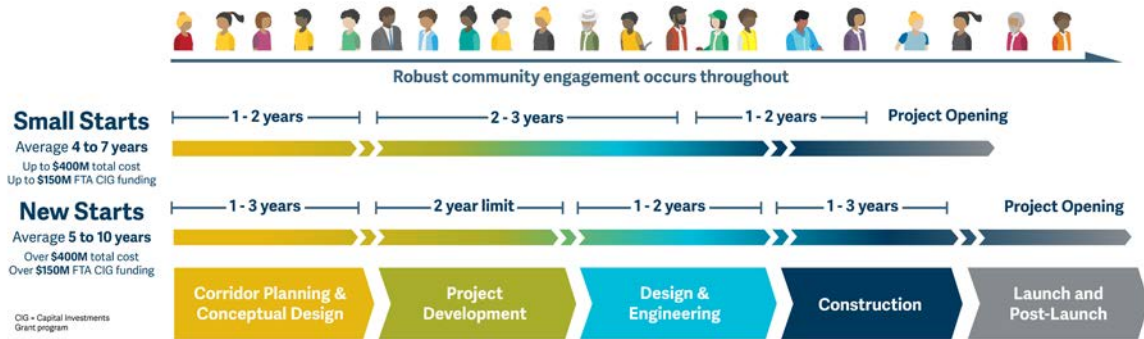 Robust community engagement occurs throughout
Small Starts
Average 4 to 7 years
Up to $400M total cost
Up to $150M FTA CIG funding
1 - 2 years
2 - 3 years
1 - 2 years
Project Opening
New Starts
Average 5 to 10 years
Over $400M total cost
Over $150M FTA CIG funding
1 - 3 years
2 year limit
1 - 2 years
1 - 3 years
Project Opening
CIG = Capital Investments
Grant program
Corridor Planning &
Conceptual Design
Project
Development
Design &
Engineering
Construction
Launch and
Post-Launch